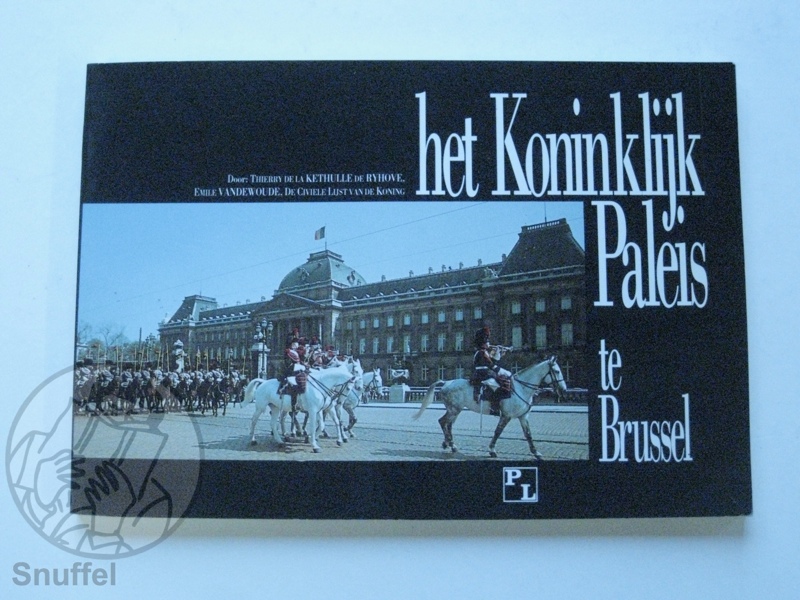 het Koninklijk
Paleis
te
Brussel
Door: Thierry de la KETHULLE de RYHOVE,
Emile VANDEWOUDE, De Civiele Lijst van de Koning
P
L
Snuffel